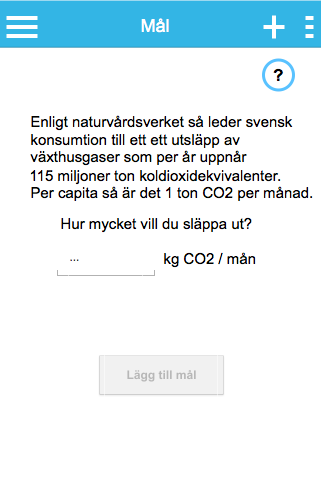 Mål
?
Enligt naturvårdsverket så leder svensk
konsumtion till ett ett utsläpp av
växthusgaser som per år uppnår
115 miljoner ton koldioxidekvivalenter.
Per capita så är det 1 ton CO2 per månad.
Hur mycket vill du släppa ut?
... kg CO2 / mån
Lägg till mål